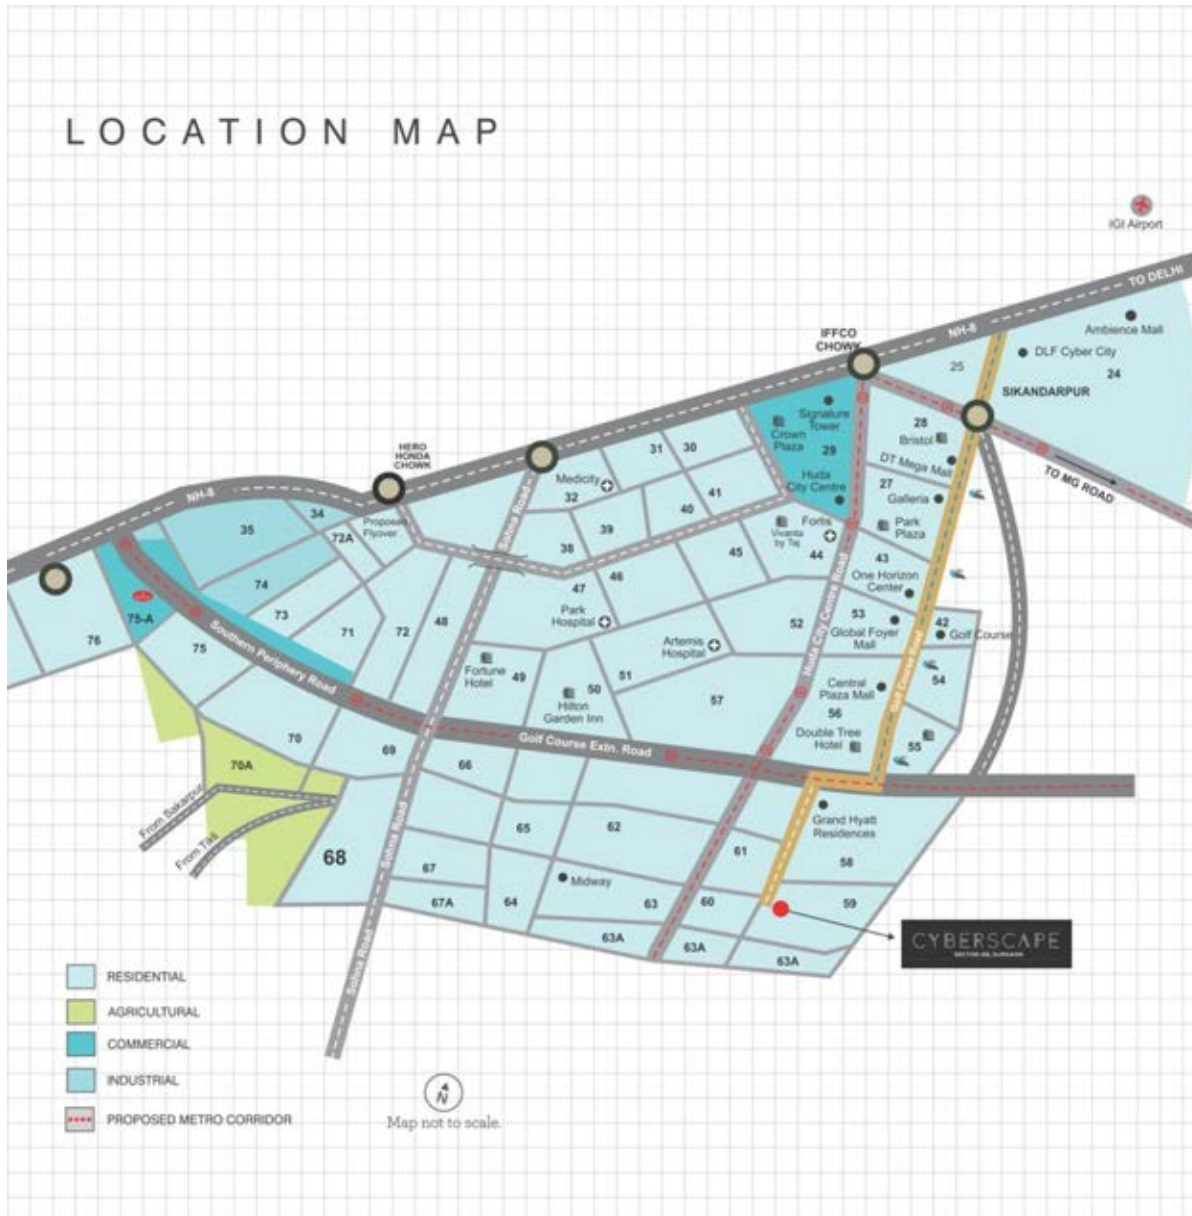 LOCATION MAP
IGI Airport
TO DELHI
NH-8
IFFCO
CHOWK
Ambience Mall
DLF Cyber City
25
24
SIKANDARPUR
TO MG ROAD
Signature
Tower
Crown
Plaza
29
Huda
City Centre
28
Bristol
DT Mega Mall
27
Galleria
Park
Plaza
HERO
HONDA
CHOWK
NH-8
31
30
Medicity
32
41
40
39
38
35
34
72A
Proposed
Flyover
Sohna Road
Fortis
Vivanta
by Taj
44
45
46
47
43
One Horizon
Center
53
Global Foyer
Mall
42
Golf Course
Huda City Centre Road
Golf Course Road
52
Park
Hospital
Artemis
Hospital
51
74
73
71
72
48
75-A
76
75
Southern Periphery Road
Fortune
Hotel
49
50
Hilton
Garden Inn
57
Central
Plaza Mall
54
56
Double Tree
Hotel
55
70
69
Golf Course Extn. Road
66
70A
From Sakarpur
From Tikli
68
Sohna Road
65
62
61
Grand Hyatt
Residences
58
67
Midway
67A
64
63
60
59
63A
63A
63A
Sohna Road
CYBERSCAPE
RESIDENTIAL
AGRICULTURAL
COMMERCIAL
INDUSTRIAL
PROPOSED METRO CORRIDOR
N
Map not to scale.